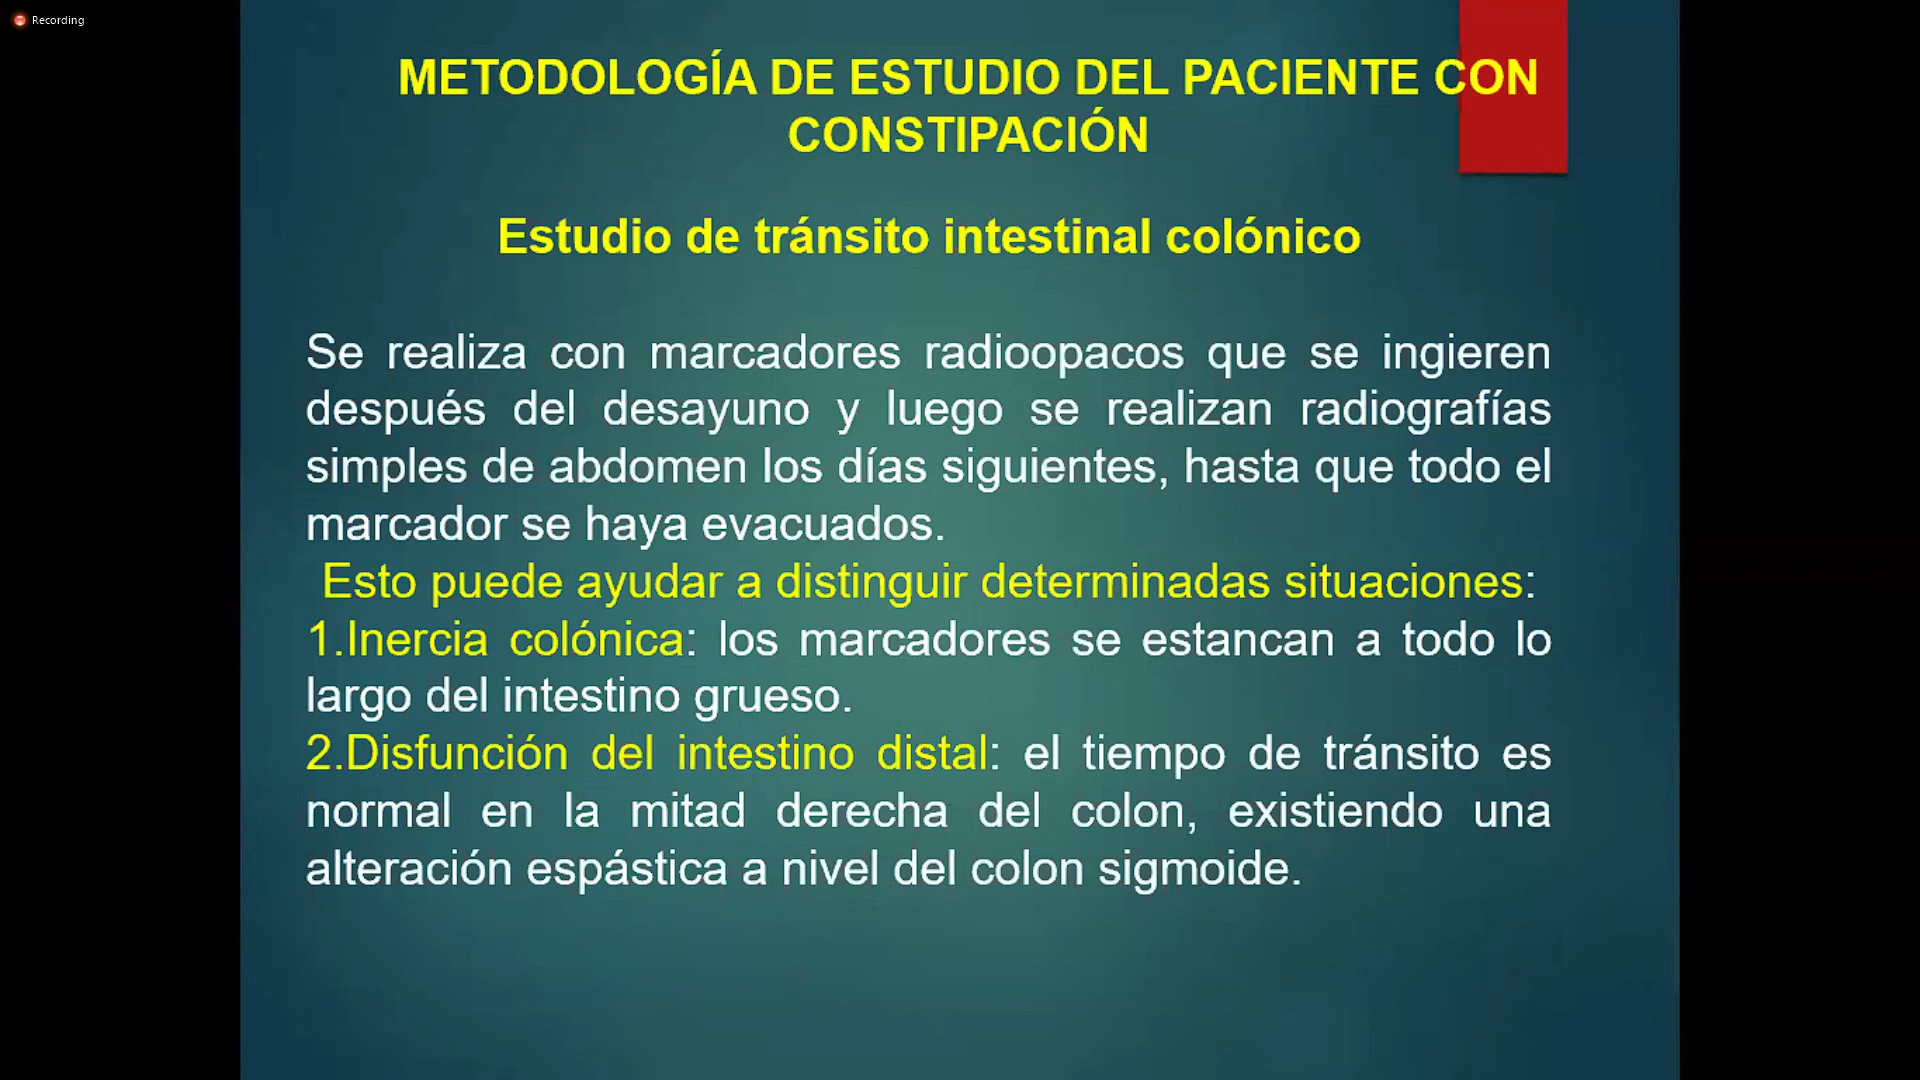 Recording
METODOLOGÍA DE ESTUDIO DEL PACIENTE CON
CONSTIPACIÓN
Estudio de tránsito intestinal colónico
Se realiza con marcadores radioopacos que se ingieren
después del desayuno y luego se realizan radiografías
simples de abdomen los días siguientes, hasta que todo el
marcador se haya evacuados.
Esto puede ayudar a distinguir determinadas situaciones:
1.Inercia colónica: los marcadores se estancan a todo lo
largo del intestino grueso.
2.Disfunción del intestino distal: el tiempo de tránsito es
normal en la mitad derecha del colon, existiendo una
alteración espástica a nivel del colon sigmoide.